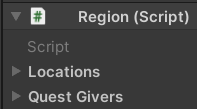 Region (Script)
Script
Locations
Quest Givers